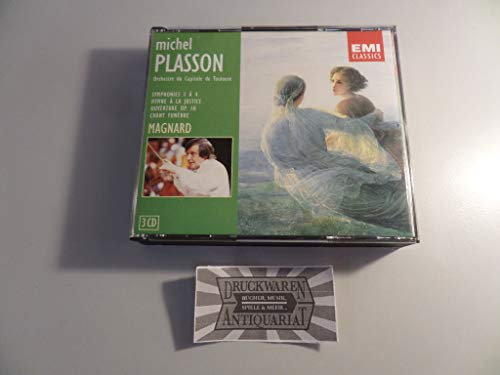 michel
PLASSON
Orchestre du Capitole de Toulouse
SYMPHONIES 1 À 4
HYMNE À LA JUSTICE
OUVERTURE OP. 10
CHANT FUNÈBRE
MAGNARD
3 CD
EMI
CLASSICS
DRUCKWAREN
BÜCHER, MUSIK,
SPIELE & MEHR...
ANTIQUARIAT